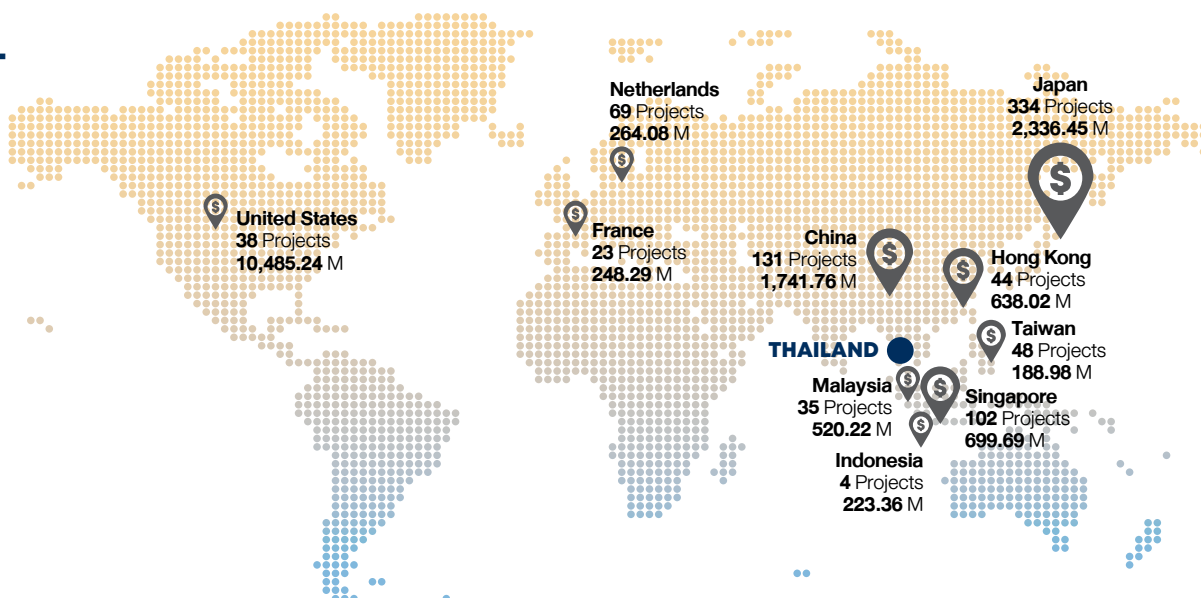 Netherlands
69 Projects
264.08 M
Japan
334 Projects
2,336.45 M
United States
38 Projects
10,485.24 M
France
23 Projects
248.29 M
China
131 Projects
1,741.76 M
Hong Kong
44 Projects
638.02 M
Taiwan
48 Projects
188.98 M
THAILAND
Malaysia
35 Projects
520.22 M
Singapore
102 Projects
699.69 M
Indonesia
4 Projects
223.36 M